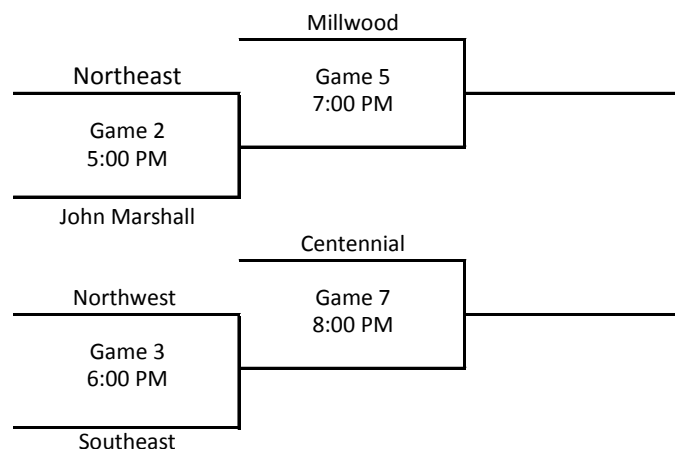 Millwood
Northeast
Game 5
7:00 PM
Game 2
5:00 PM
John Marshall
Centennial
Northwest
Game 7
8:00 PM
Game 3
6:00 PM
Southeast